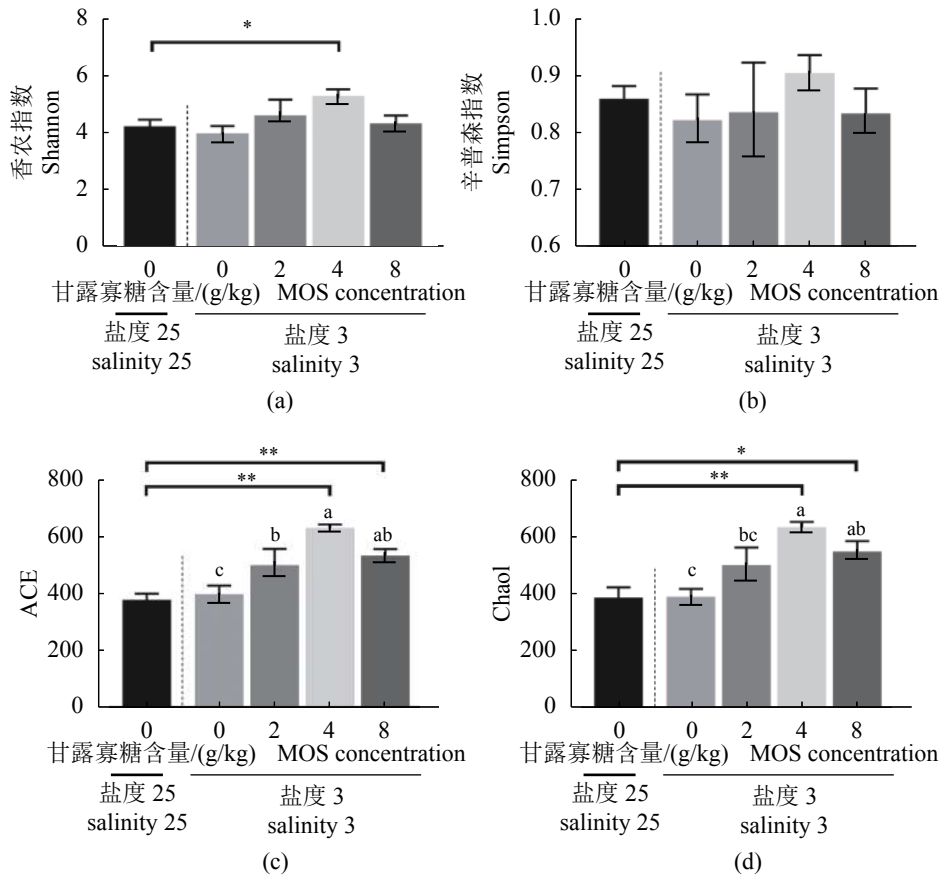 *
8
6
4
2
0
香农指数
Shannon
0 0 2 4 8
甘露寡糖含量/(g/kg) MOS concentration
盐度 25 盐度 3
salinity 25 salinity 3
(a)
1.0
0.9
0.8
0.7
0.6
辛普森指数
Simpson
0 0 2 4 8
甘露寡糖含量/(g/kg) MOS concentration
盐度 25 盐度 3
salinity 25 salinity 3
(b)
**
**
800
600
400
200
0
ACE
c b a ab
0 0 2 4 8
甘露寡糖含量/(g/kg) MOS concentration
盐度 25 盐度 3
salinity 25 salinity 3
(c)
*
**
800
600
400
200
0
Chaol
c bc a ab
0 0 2 4 8
甘露寡糖含量/(g/kg) MOS concentration
盐度 25 盐度 3
salinity 25 salinity 3
(d)